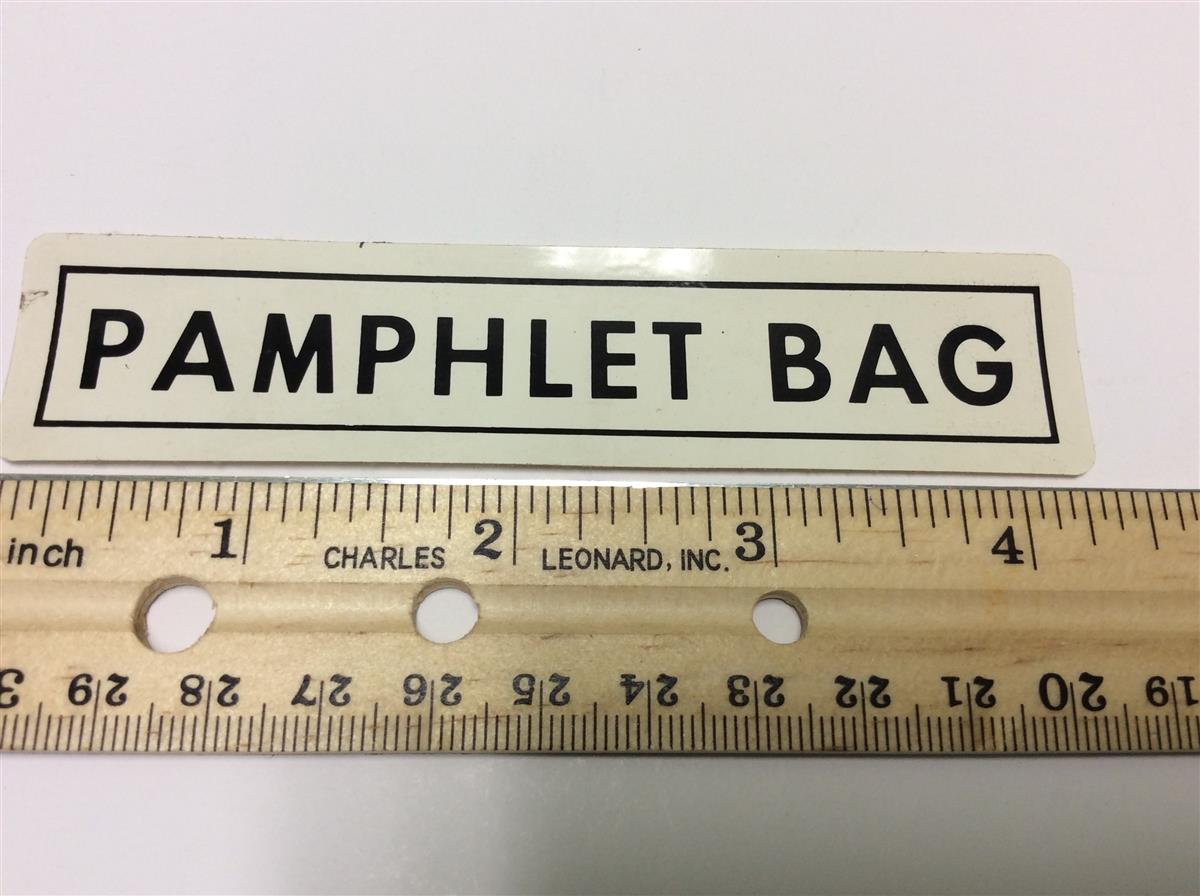 PAMPHLET BAG
inch 1 CHARLES 2 LEONARD, INC. 3 4
3 29 28 27 26 25 24 23 22 21 20 19